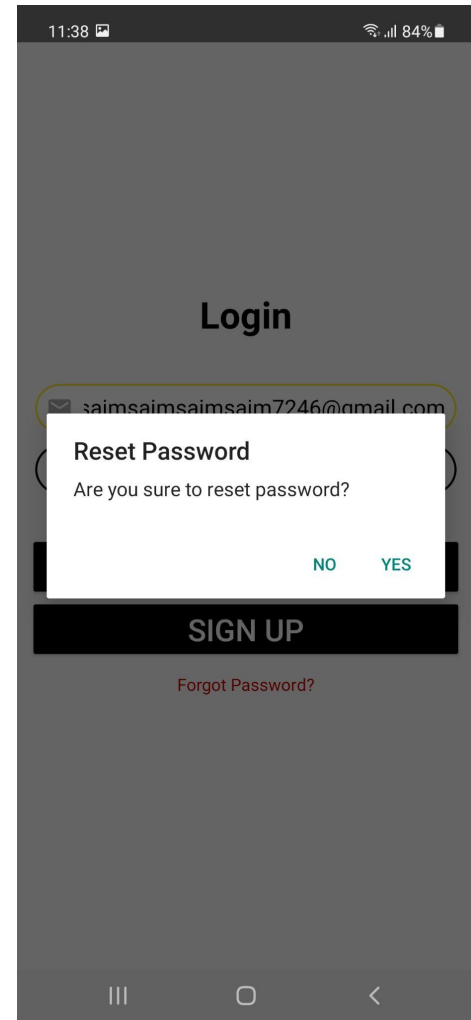 11:38 84%
Login
saimsaimsaimsaim7246@gmail.com
Reset Password
Are you sure to reset password?
NO YES
SIGN UP
Forgot Password?